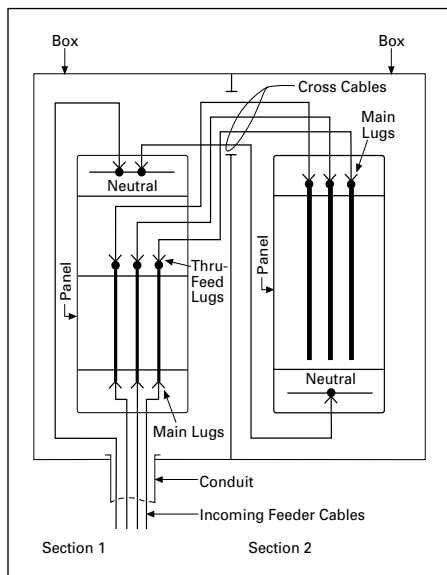 Box
Box
Cross Cables
Main
Lugs
Neutral
Thru-
Feed
Lugs
Panel
Panel
Neutral
Main Lugs
Conduit
Incoming Feeder Cables
Section 1
Section 2